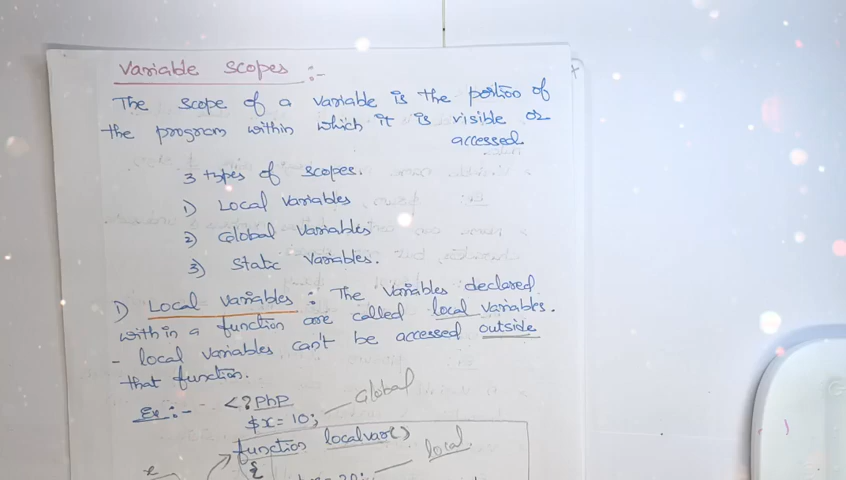 Variable Scopes :-
The scope of a variable is the portion of
the program within which it is visible or
accessed.
3 types of scopes.
1) Local variables
2) Global variables
3) Static variables.
1) Local variables : The variables declared
with in a function are called local variables.
- local variables can't be accessed outside
that function.
Ex :- <?PhP
$x = 10; Global
function localvar()
{ local.